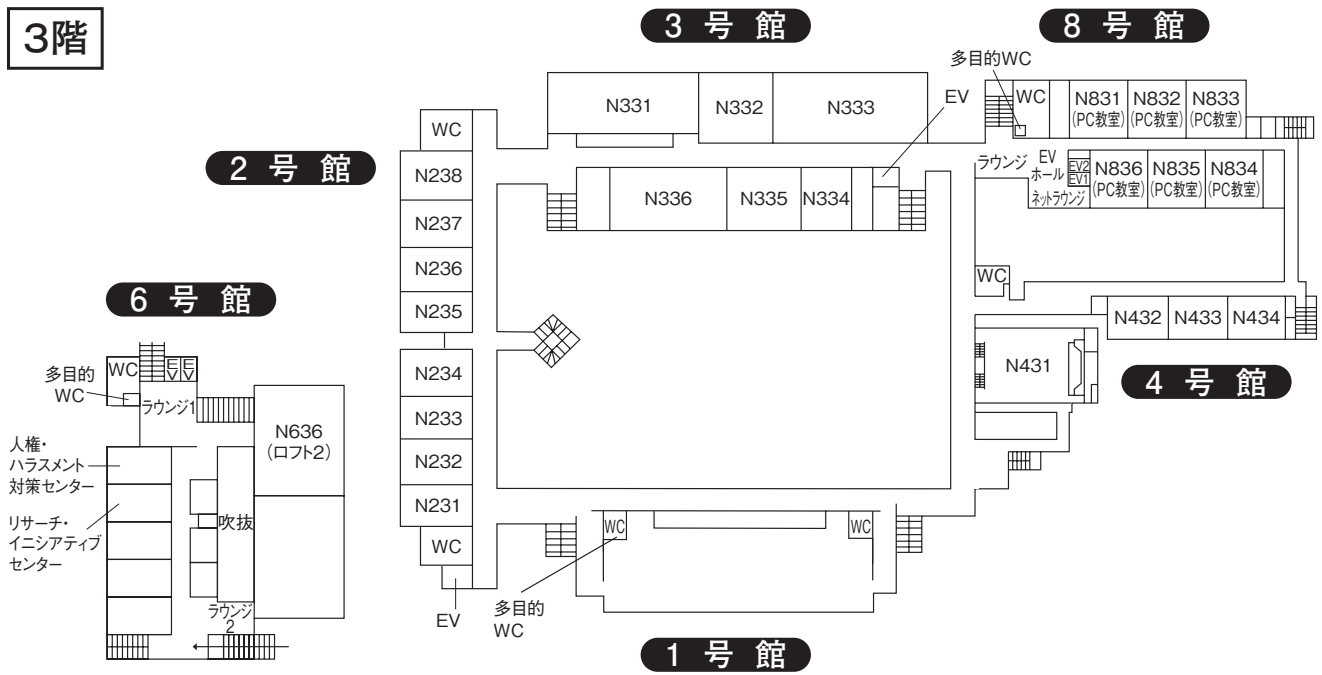 3階
3 号 館
8 号 館
多目的WC
EV
WC
N331
N332
N333
N831
(PC教室)
N832
(PC教室)
N833
(PC教室)
2 号 館
WC
N238
N237
N236
N235
N234
N233
N232
N231
WC
EV
N336
N335
N334
ラウンジ
EV
ホール
EV2
EV1
ネットラウンジ
N836
(PC教室)
N835
(PC教室)
N834
(PC教室)
WC
N432
N433
N434
N431
4 号 館
6 号 館
多目的
WC
WC
EV
EV
ラウンジ1
N636
(ロフト2)
人権・
ハラスメント
対策センター
リサーチ・
イニシアティブ
センター
吹抜
ラウンジ
2
WC
WC
多目的
WC
1 号 館